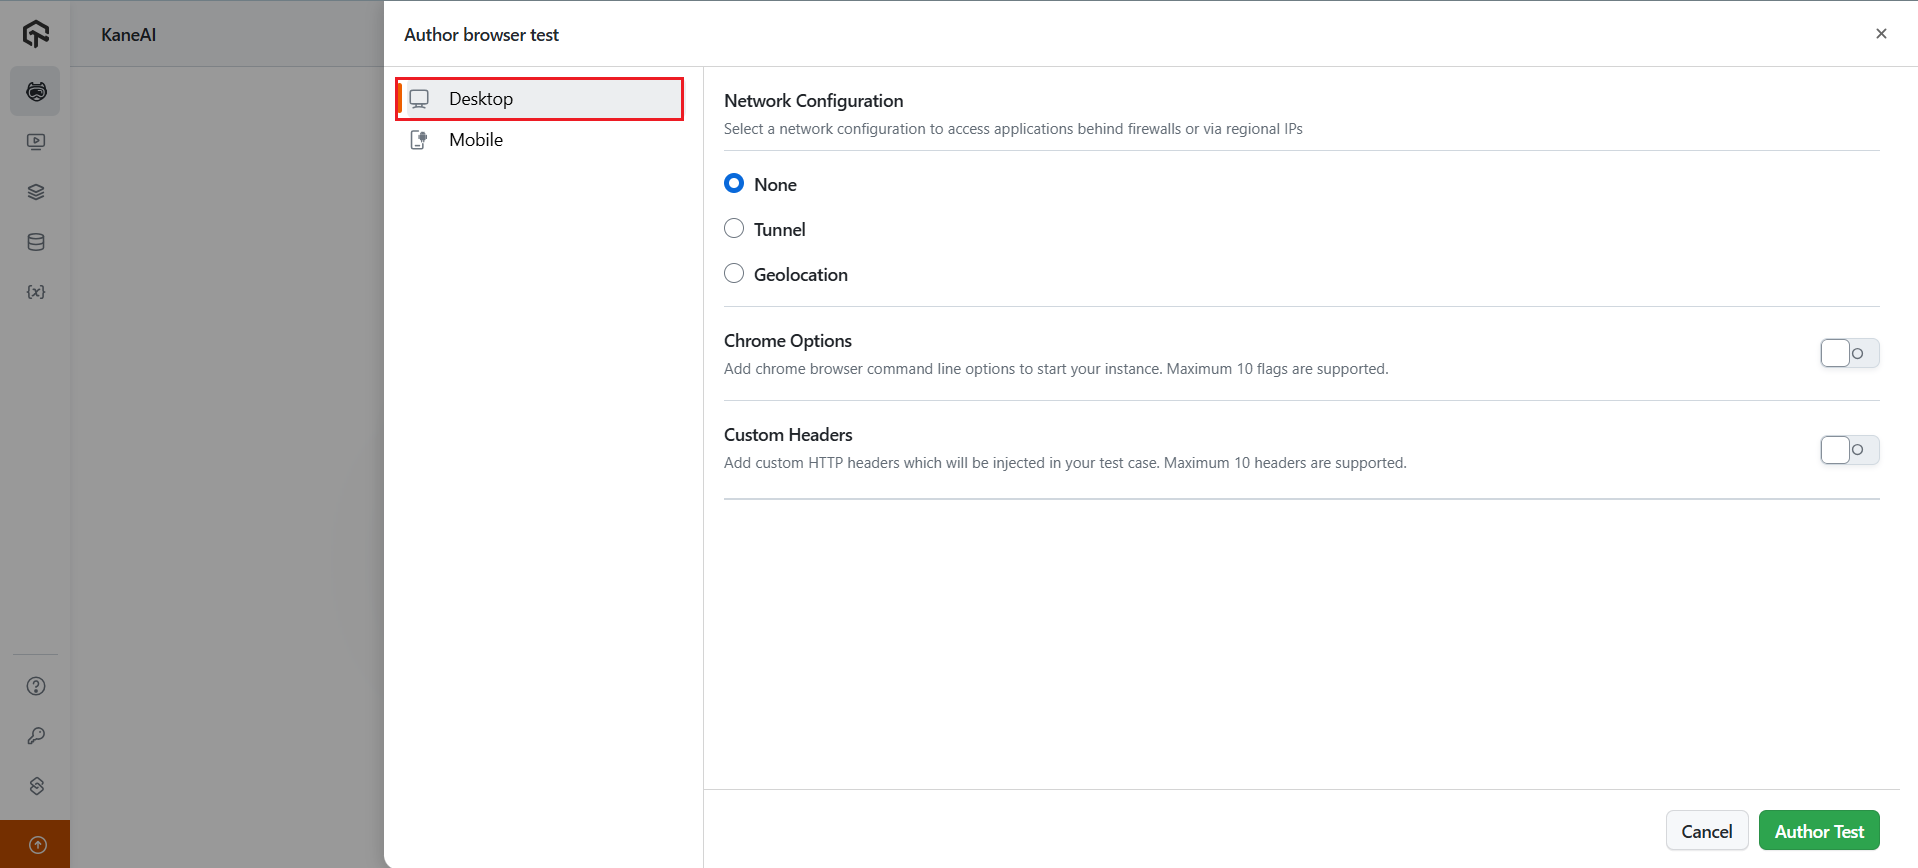 KaneAI
Author browser test
Desktop
Mobile
Network Configuration
Select a network configuration to access applications behind firewalls or via regional IPs
None
Tunnel
Geolocation
Chrome Options
Add chrome browser command line options to start your instance. Maximum 10 flags are supported.
Custom Headers
Add custom HTTP headers which will be injected in your test case. Maximum 10 headers are supported.
Cancel
Author Test